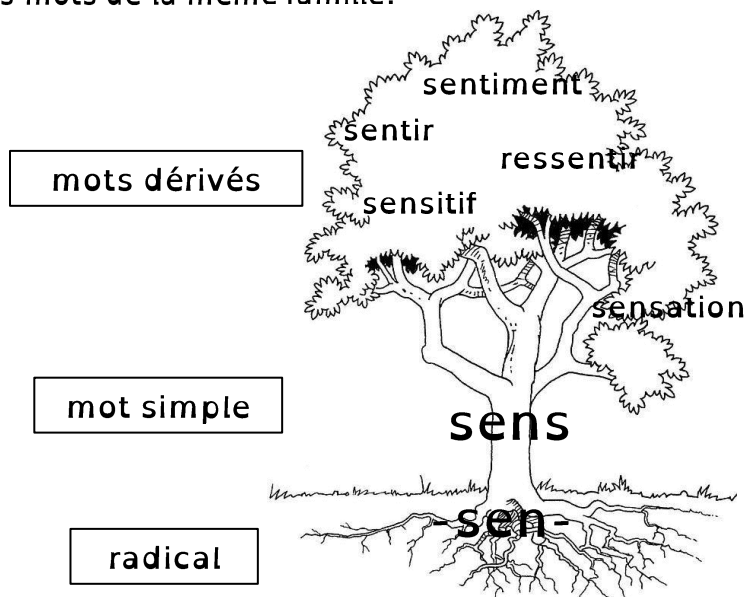 s mots de la même famille.
sentiment
sentir
ressentir
mots dérivés
sensitif
sensation
mot simple
sens
-sen-
radical